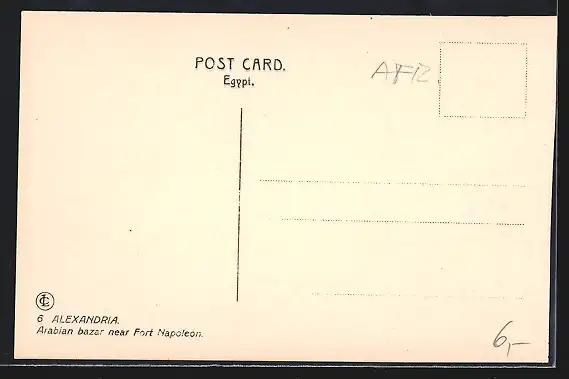 POST CARD.
Egypt.
AFR.
6 ALEXANDRIA.
Arabian bazar near Fort Napoleon.
6,-